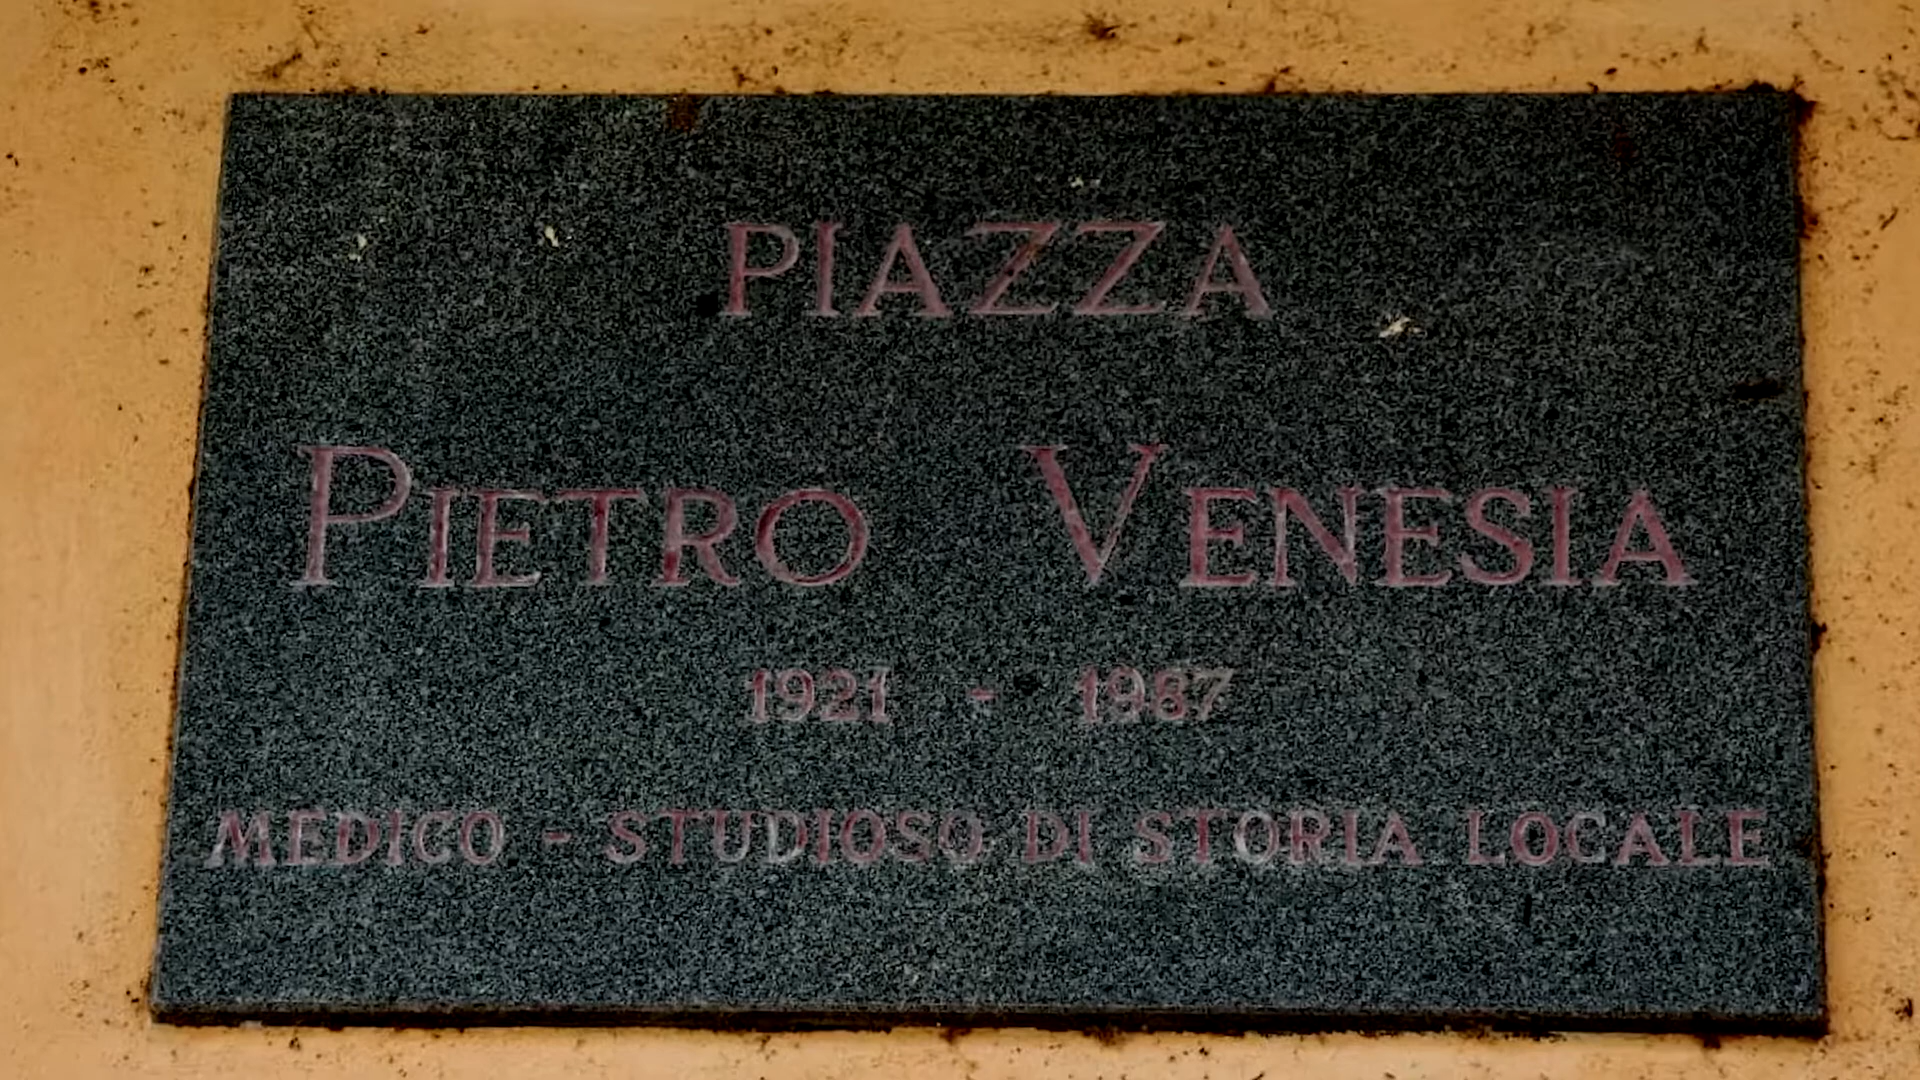 PIAZZA
PIETRO VENESIA
1921 - 1987
MEDICO - STUDIOSO DI STORIA LOCALE